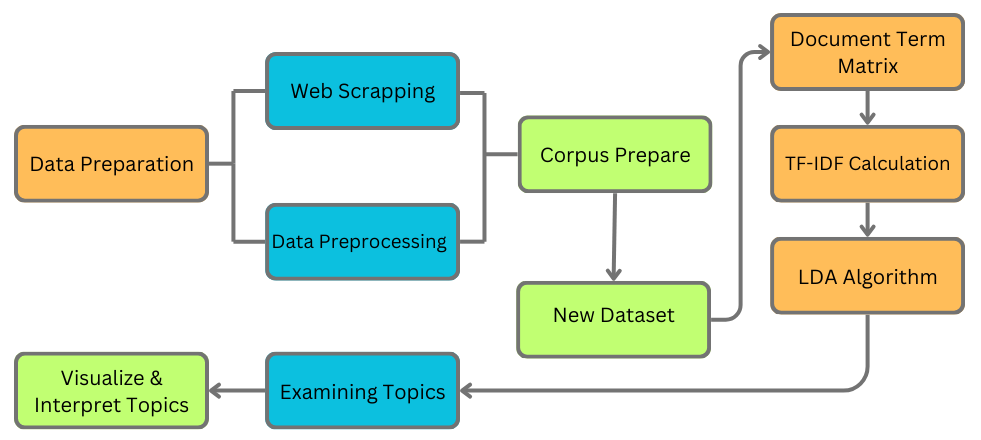 Data Preparation
Web Scrapping
Data Preprocessing
Corpus Prepare
New Dataset
Document Term
Matrix
TF-IDF Calculation
LDA Algorithm
Examining Topics
Visualize &
Interpret Topics